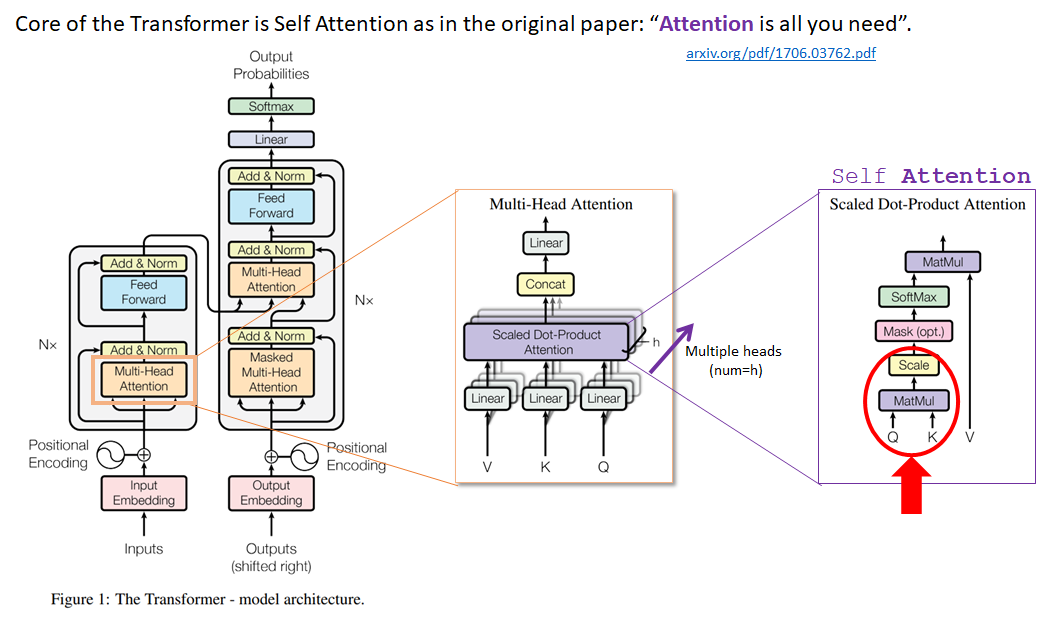 Core of the Transformer is Self Attention as in the original paper: “Attention is all you need”.
arxiv.org/pdf/1706.03762.pdf
Output
Probabilities
Softmax
Linear
Add & Norm
Feed
Forward
Add & Norm
Multi-Head
Attention
Add & Norm
Masked
Multi-Head
Attention
Nx
Add & Norm
Feed
Forward
Add & Norm
Multi-Head
Attention
Nx
Positional
Encoding
Positional
Encoding
Input
Embedding
Output
Embedding
Inputs
Outputs
(shifted right)
Figure 1: The Transformer - model architecture.
Multi-Head Attention
Linear
Concat
Scaled Dot-Product
Attention
h
Linear
Linear
Linear
V
K
Q
Multiple heads
(num=h)
Self Attention
Scaled Dot-Product Attention
MatMul
SoftMax
Mask (opt.)
Scale
MatMul
Q
K
V